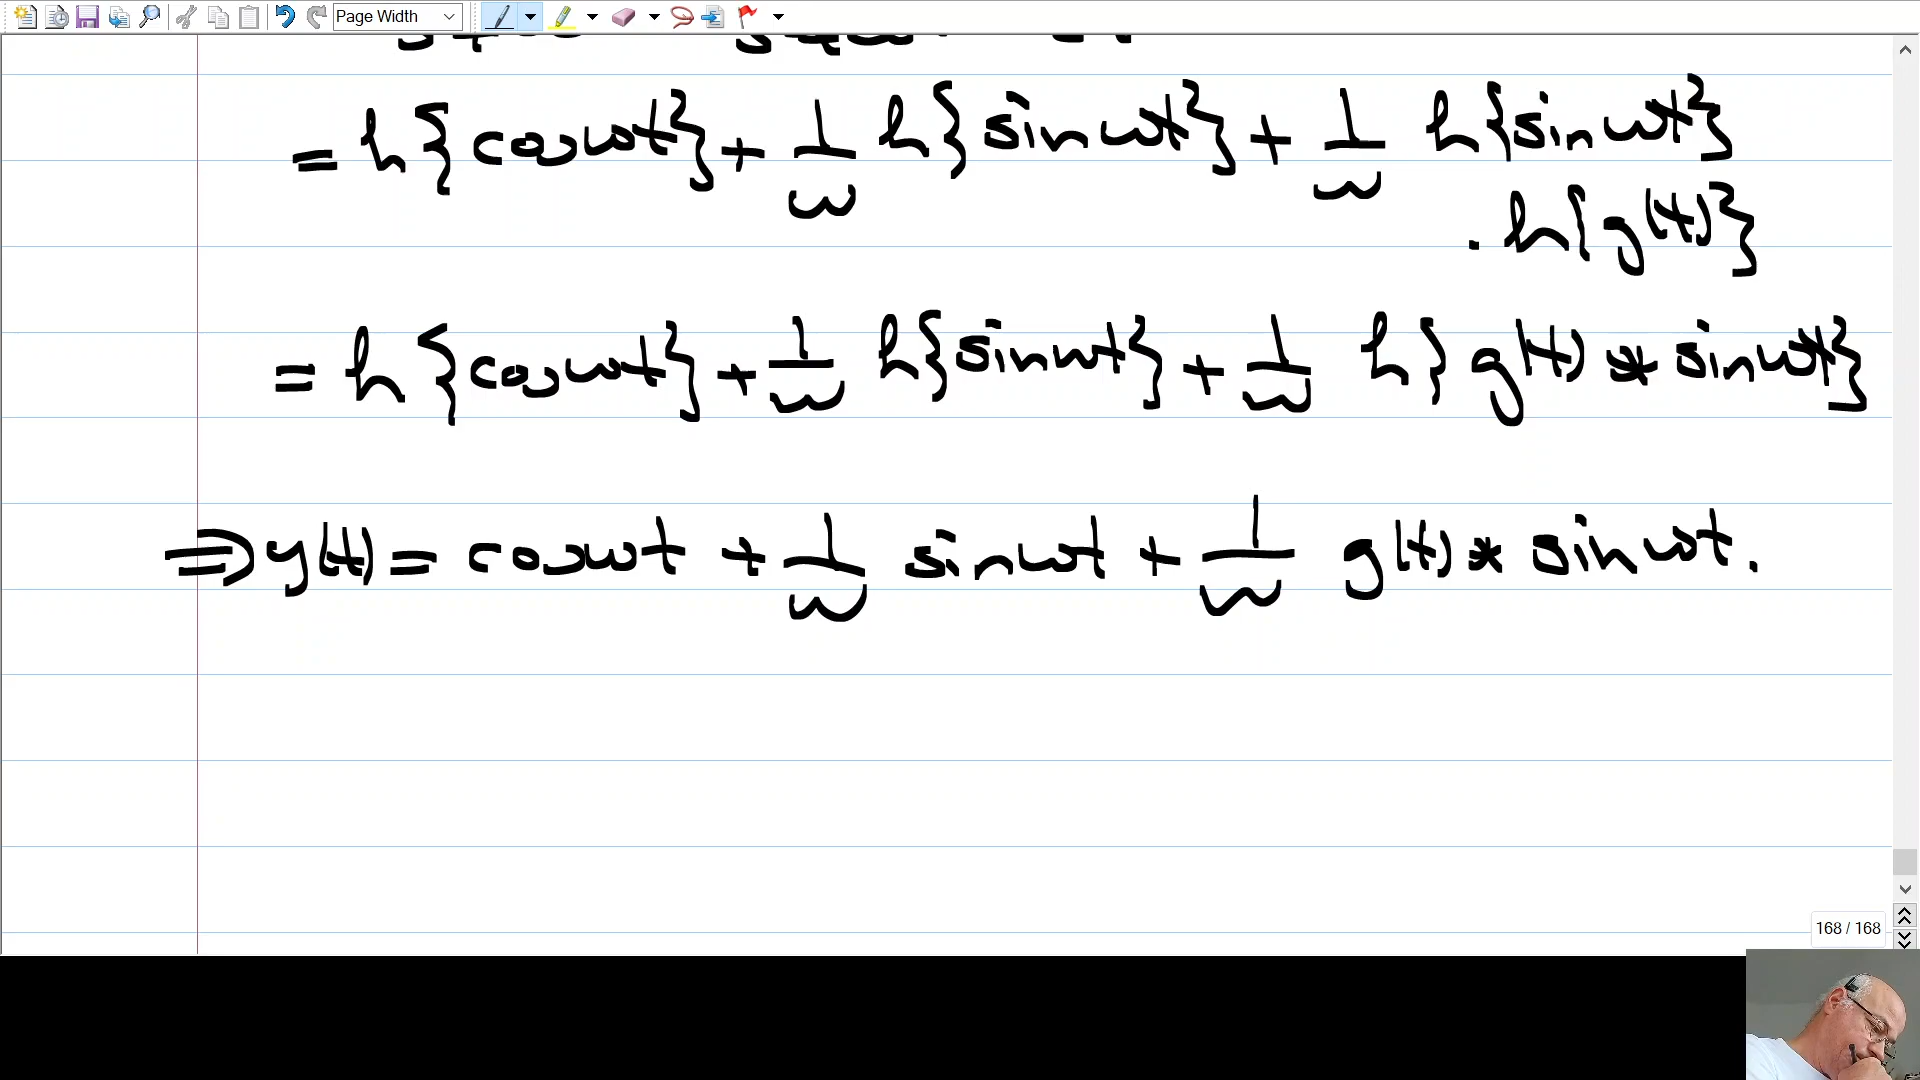 Page Width
= h{cos ωt} + 1/ω h{sin ωt} + 1/ω h{sin ωt}
. h{g(t)}
= h{cos ωt} + 1/ω h{sin ωt} + 1/ω h} g(t) * sin ωt}
⇒ y(t) = cos ωt + 1/ω sin ωt + 1/ω g(t) * sin ωt.
168 / 168